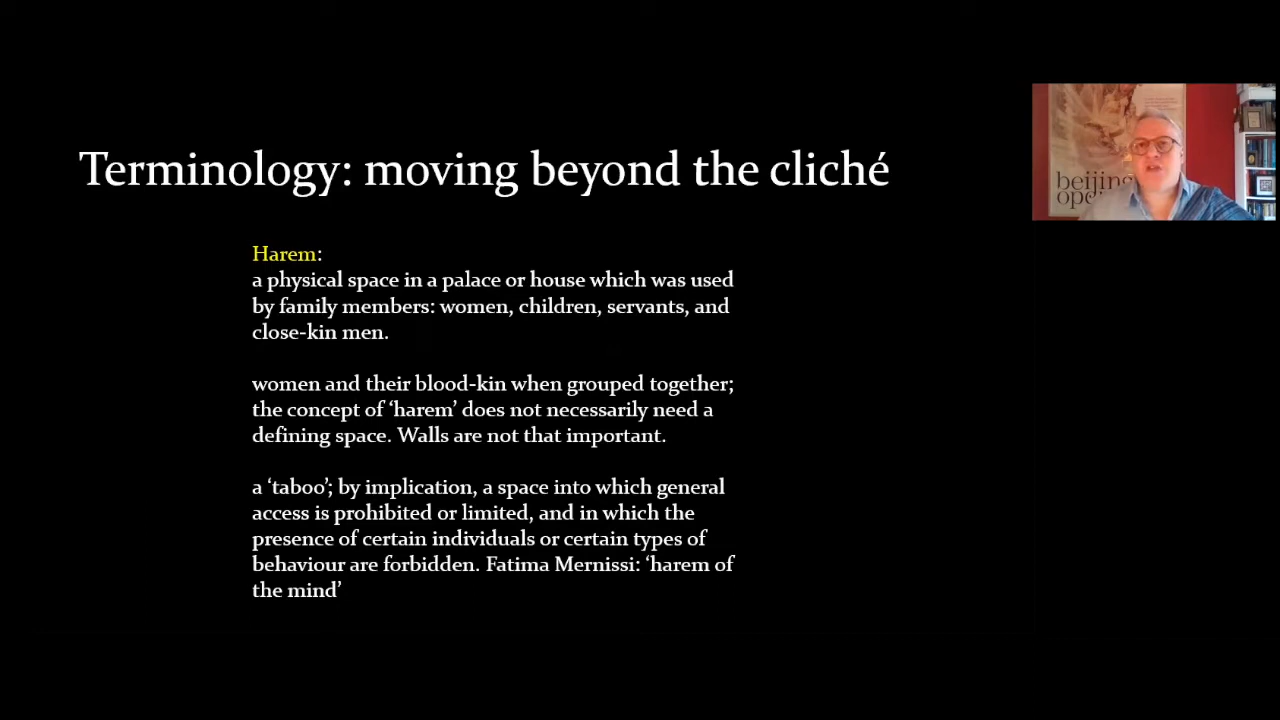 Terminology: moving beyond the cliché
Harem:
a physical space in a palace or house which was used
by family members: women, children, servants, and
close-kin men.
women and their blood-kin when grouped together;
the concept of ‘harem’ does not necessarily need a
defining space. Walls are not that important.
a ‘taboo’; by implication, a space into which general
access is prohibited or limited, and in which the
presence of certain individuals or certain types of
behaviour are forbidden. Fatima Mernissi: ‘harem of
the mind’
beijing